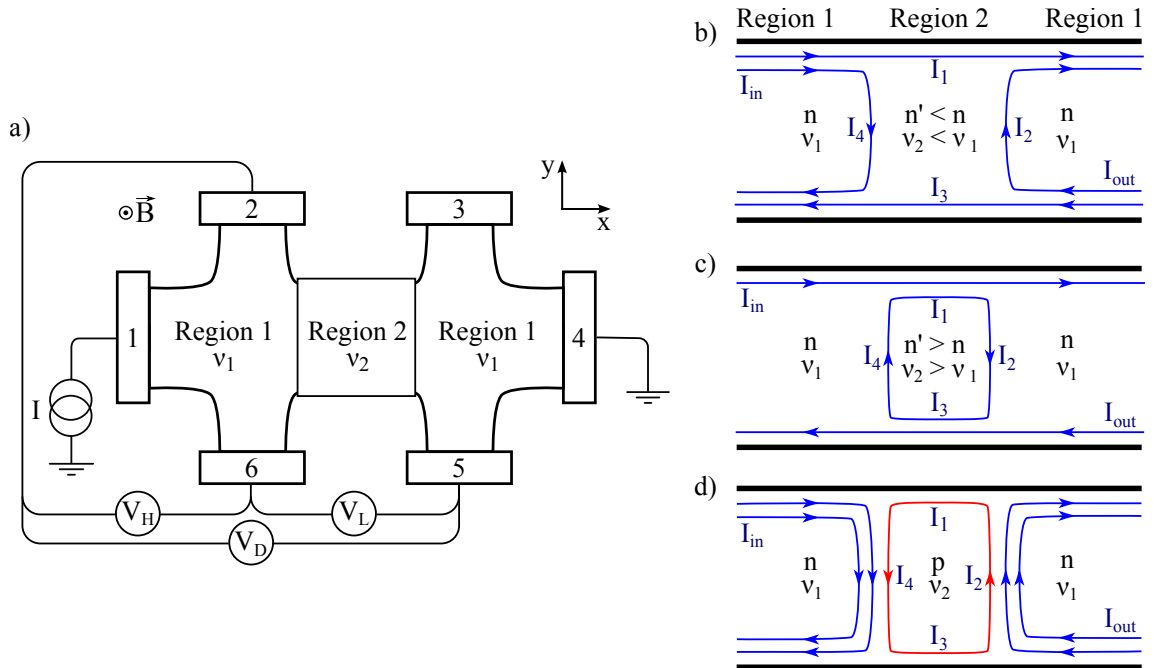 a)
B
y
x
2
3
Region 1
ν1
Region 2
ν2
Region 1
ν1
1
4
I
6
5
VH
VL
VD
Region 1 Region 2 Region 1
b)
I1
Iin
n
ν1
I4
n' < n
ν2 < ν1
I2
n
ν1
Iout
I3
c)
Iin
I1
n
ν1
I4
n' > n
ν2 > ν1
I2
n
ν1
I3
Iout
d)
Iin
I1
n
ν1
I4
p
ν2
I2
n
ν1
I3
Iout